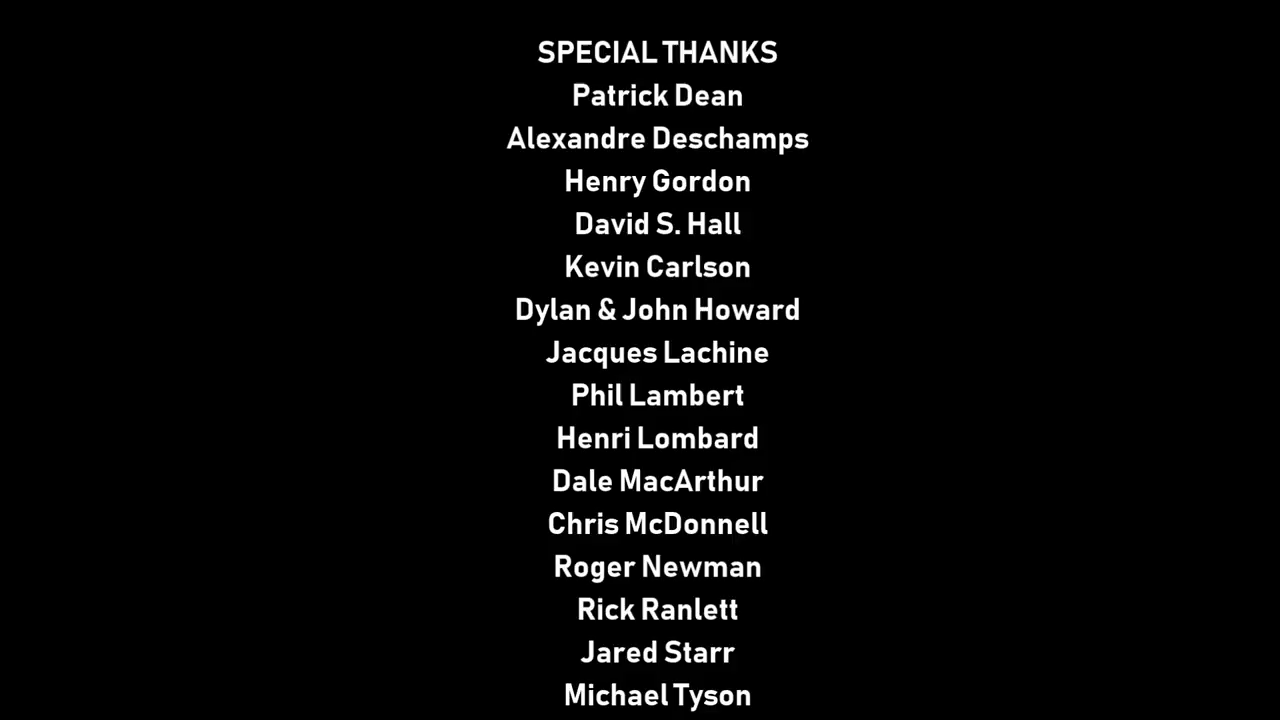 SPECIAL THANKS
Patrick Dean
Alexandre Deschamps
Henry Gordon
David S. Hall
Kevin Carlson
Dylan & John Howard
Jacques Lachine
Phil Lambert
Henri Lombard
Dale MacArthur
Chris McDonnell
Roger Newman
Rick Ranlett
Jared Starr
Michael Tyson